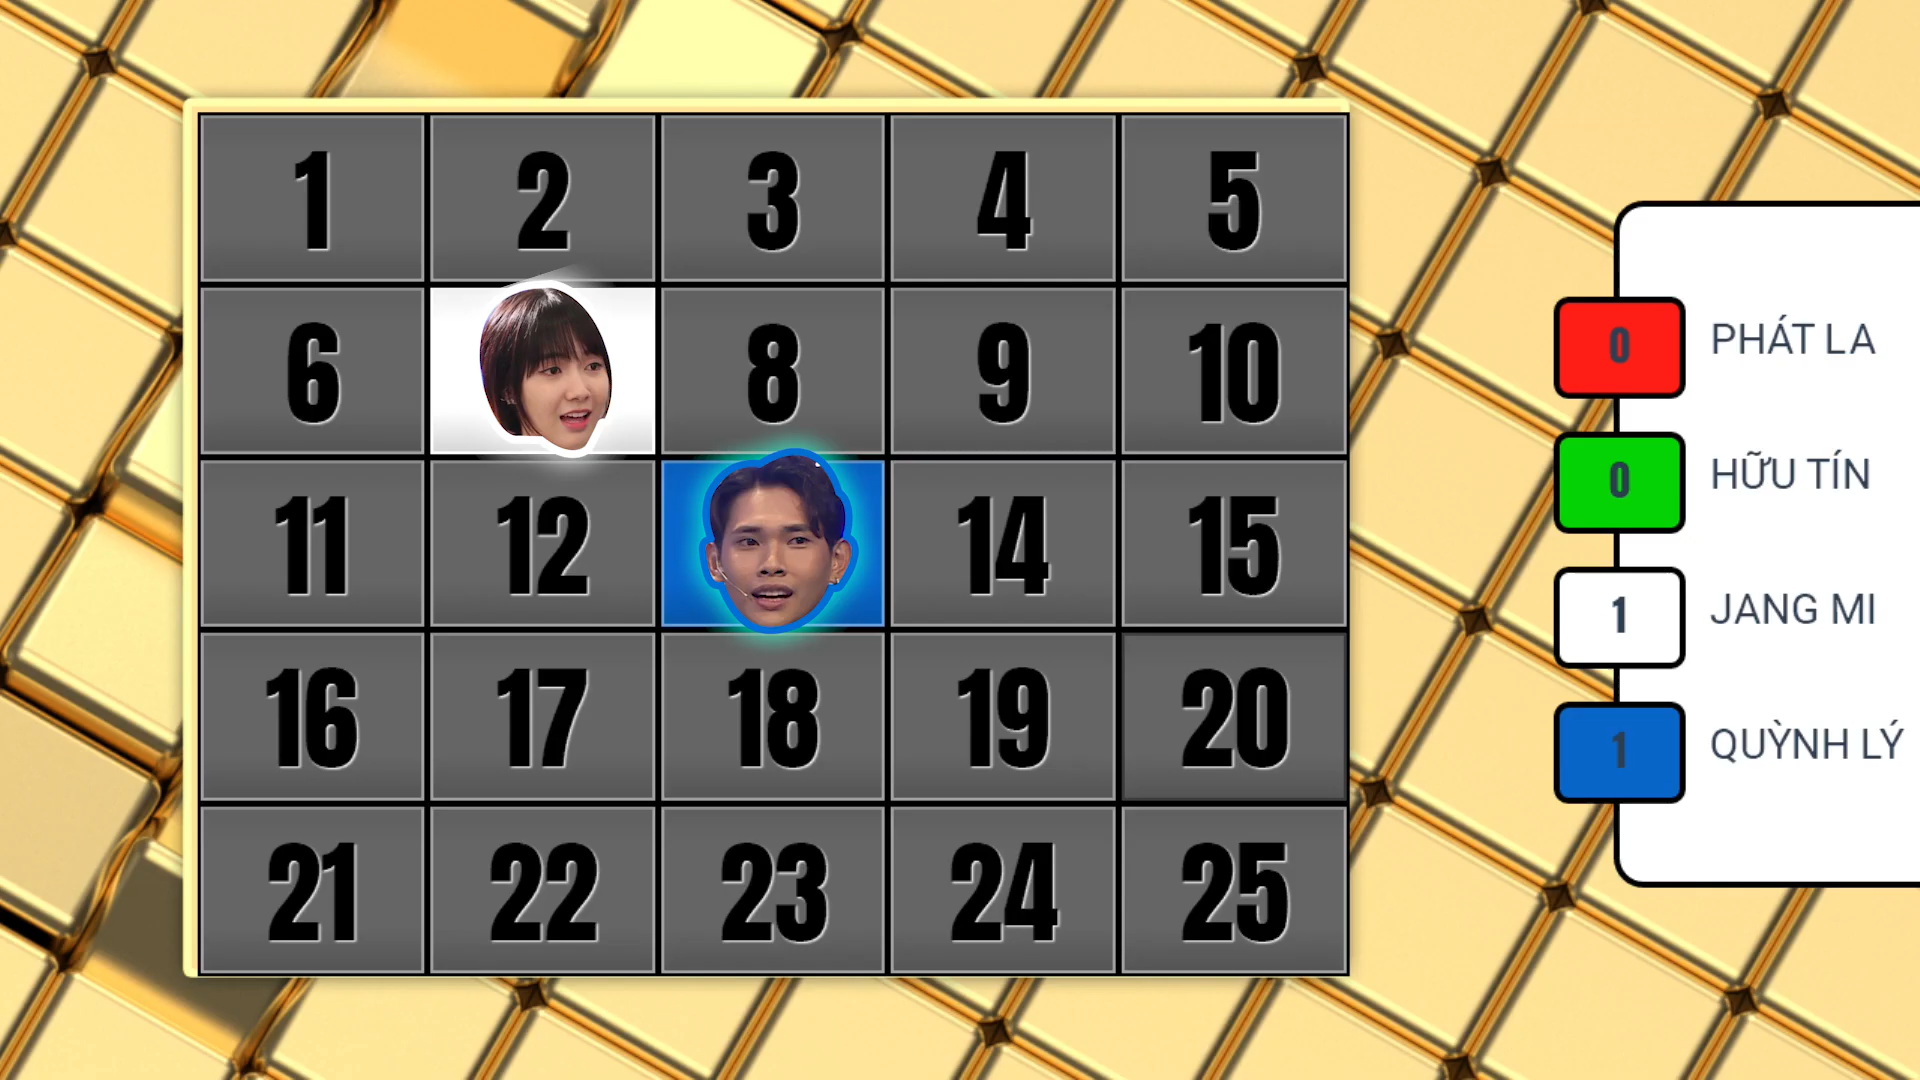 1 2 3 4 5
6 8 9 10
11 12 14 15
16 17 18 19 20
21 22 23 24 25
0 PHÁT LA
0 HỮU TÍN
1 JANG MI
1 QUỲNH LÝ